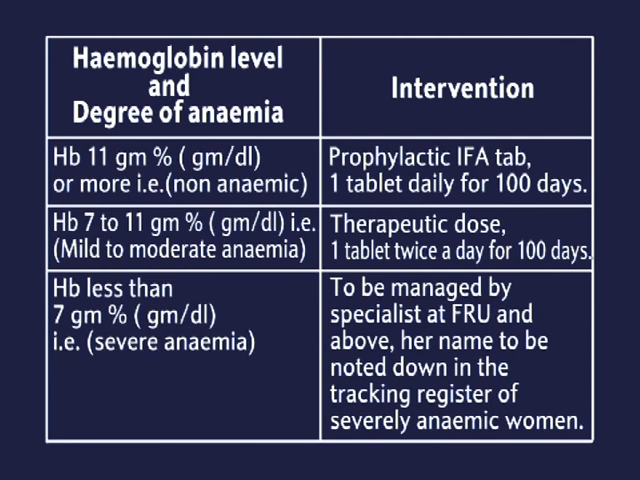 Haemoglobin level
and
Degree of anaemia
Intervention
Hb 11 gm % ( gm/dl)
or more i.e.(non anaemic)
Prophylactic IFA tab,
1 tablet daily for 100 days.
Hb 7 to 11 gm % ( gm/dl) i.e.
(Mild to moderate anaemia)
Therapeutic dose,
1 tablet twice a day for 100 days.
Hb less than
7 gm % ( gm/dl)
i.e. (severe anaemia)
To be managed by
specialist at FRU and
above, her name to be
noted down in the
tracking register of
severely anaemic women.